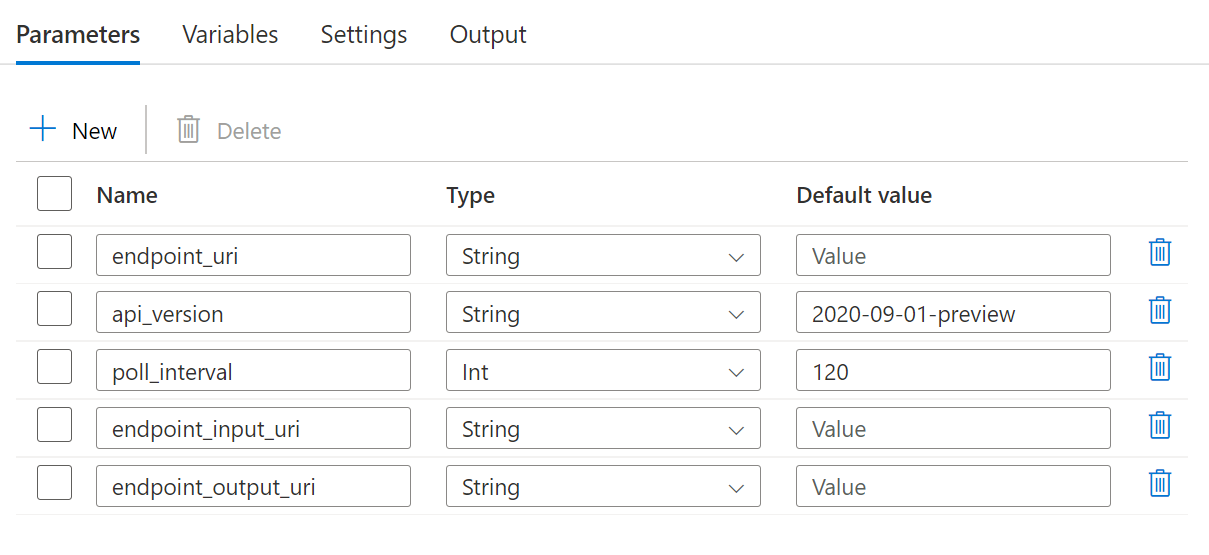 Parameters Variables Settings Output
New Delete
Name Type Default value
endpoint_uri String Value
api_version String 2020-09-01-preview
poll_interval Int 120
endpoint_input_uri String Value
endpoint_output_uri String Value